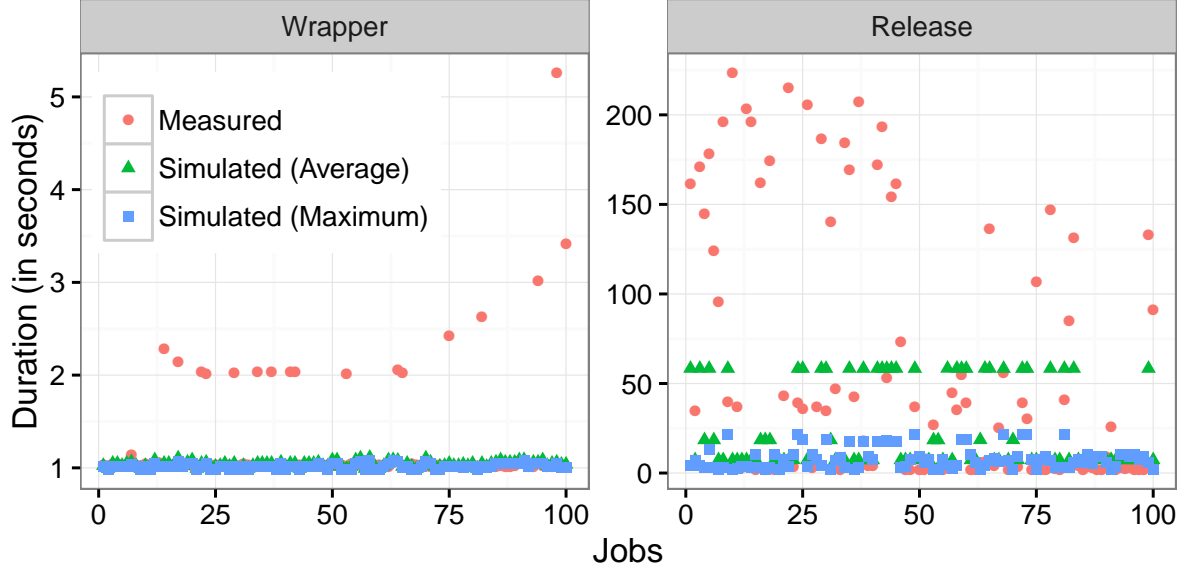 Wrapper
Release
Duration (in seconds)
5
4
3
2
1
Measured
Simulated (Average)
Simulated (Maximum)
200
150
100
50
0
0 25 50 75 100
0 25 50 75 100
Jobs